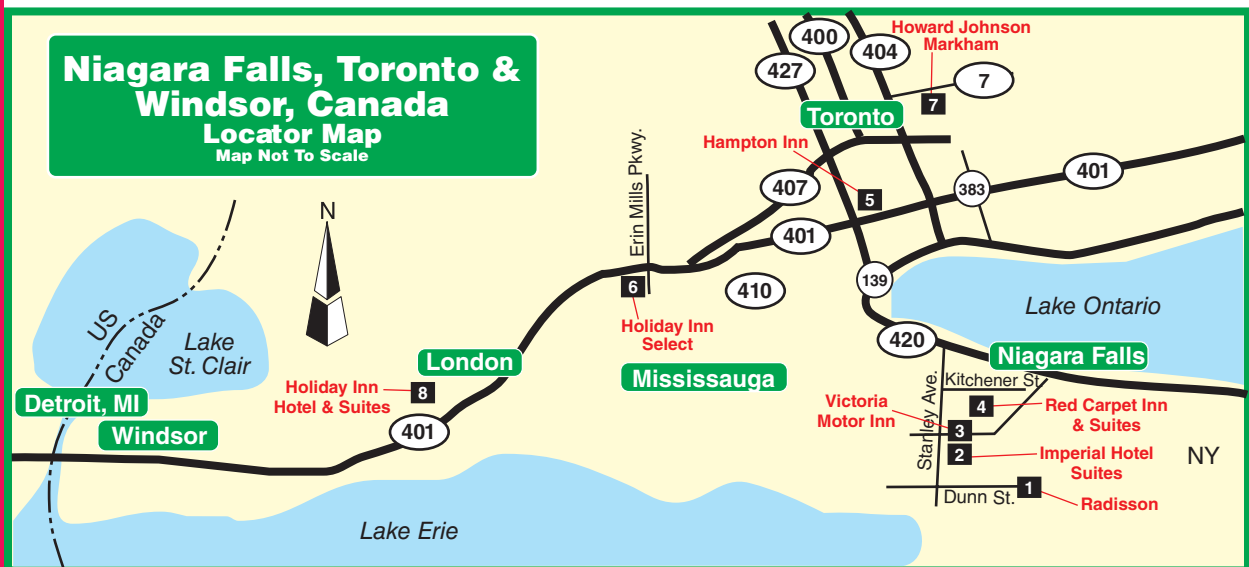 Niagara Falls, Toronto &
Windsor, Canada
Locator Map
Map Not To Scale
Howard Johnson
Markham
400
404
427
7
7
Toronto
Hampton Inn
5
407
401
383
401
Erin Mills Pkwy.
N
139
410
6
Holiday Inn
Select
Lake Ontario
US
Canada
Lake
St. Clair
London
420
Niagara Falls
Mississauga
Kitchener St.
Holiday Inn
Hotel & Suites
8
Detroit, MI
Windsor
401
Victoria
Motor Inn
Stanley Ave.
4
Red Carpet Inn
& Suites
3
2
Imperial Hotel
Suites
NY
Dunn St.
1
Radisson
Lake Erie